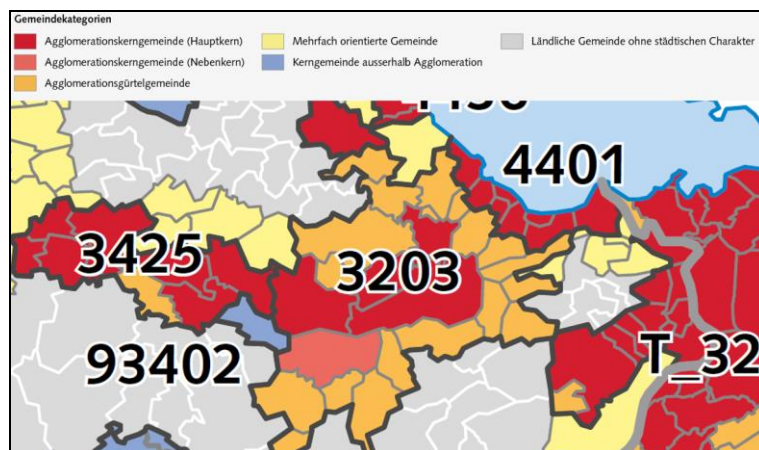 Gemeindekategorien
Agglomerationskerngemeinde (Hauptkern)
Mehrfach orientierte Gemeinde
Ländliche Gemeinde ohne städtischen Charakter
Agglomerationskerngemeinde (Nebenkern)
Kerngemeinde ausserhalb Agglomeration
Agglomerationsgürtelgemeinde
4401
3425
3203
93402
T_32